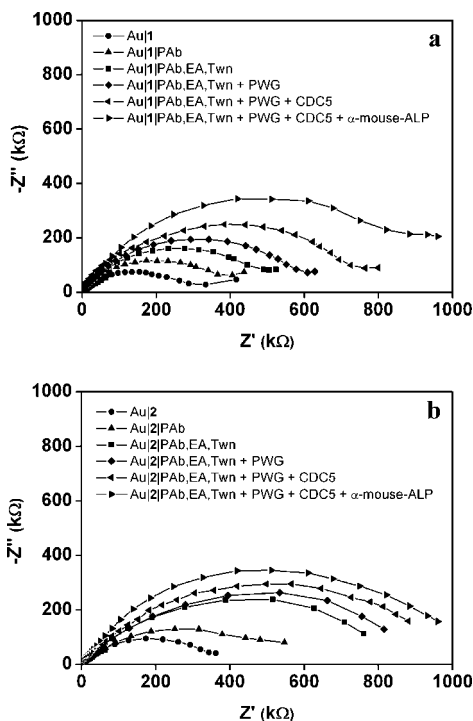 a
Au|1
Au|1|PAb
Au|1|PAb,EA,Twn
Au|1|PAb,EA,Twn + PWG
Au|1|PAb,EA,Twn + PWG + CDC5
Au|1|PAb,EA,Twn + PWG + CDC5 + α-mouse-ALP
-Z" (kΩ)
1000
800
600
400
200
0
0 200 400 600 800 1000
Z' (kΩ)
b
Au|2
Au|2|PAb
Au|2|PAb,EA,Twn
Au|2|PAb,EA,Twn + PWG
Au|2|PAb,EA,Twn + PWG + CDC5
Au|2|PAb,EA,Twn + PWG + CDC5 + α-mouse-ALP
-Z" (kΩ)
1000
800
600
400
200
0
0 200 400 600 800 1000
Z' (kΩ)